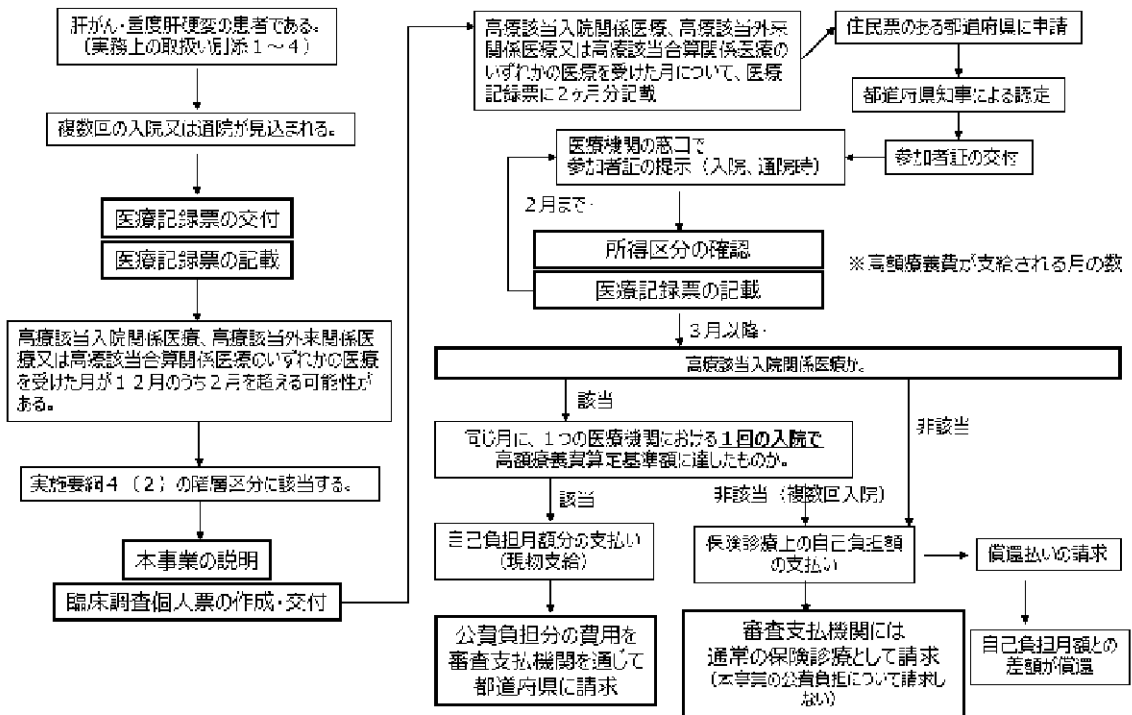 肝がん・重度肝硬変の患者である。
(実務上の取扱い別添１～４)
複数回の入院又は通院が見込まれる。
医療記録票の交付
医療記録票の記載
高療該当入院関係医療、高療該当外来関係医
療又は高療該当合算関係医療のいずれかの医療
を受けた月が１２月のうち２月を超える可能性が
ある。
実施要綱４（２）の階層区分に該当する。
本事業の説明
臨床調査個人票の作成・交付
高療該当入院関係医療、高療該当外来
関係医療又は高療該当合算関係医療の
いずれかの医療を受けた月について、医療
記録票に２ヶ月分記載
住民票のある都道府県に申請
都道府県知事による認定
参加者証の交付
医療機関の窓口で
参加者証の提示（入院、通院時）
２月まで
所得区分の確認
医療記録票の記載
※高額療養費が支給される月の数
３月以降
高療該当入院関係医療か。
該当
非該当
同じ月に、１つの医療機関における１回の入院で
高額療養費算定基準額に達したものか。
該当
非該当（複数回入院）
自己負担月額分の支払い
(現物支給)
保険診療上の自己負担額
の支払い
償還払いの請求
公費負担分の費用を
審査支払機関を通じて
都道府県に請求
審査支払機関には
通常の保険診療として請求
(本事業の公費負担について請求し
ない)
自己負担月額との
差額が償還